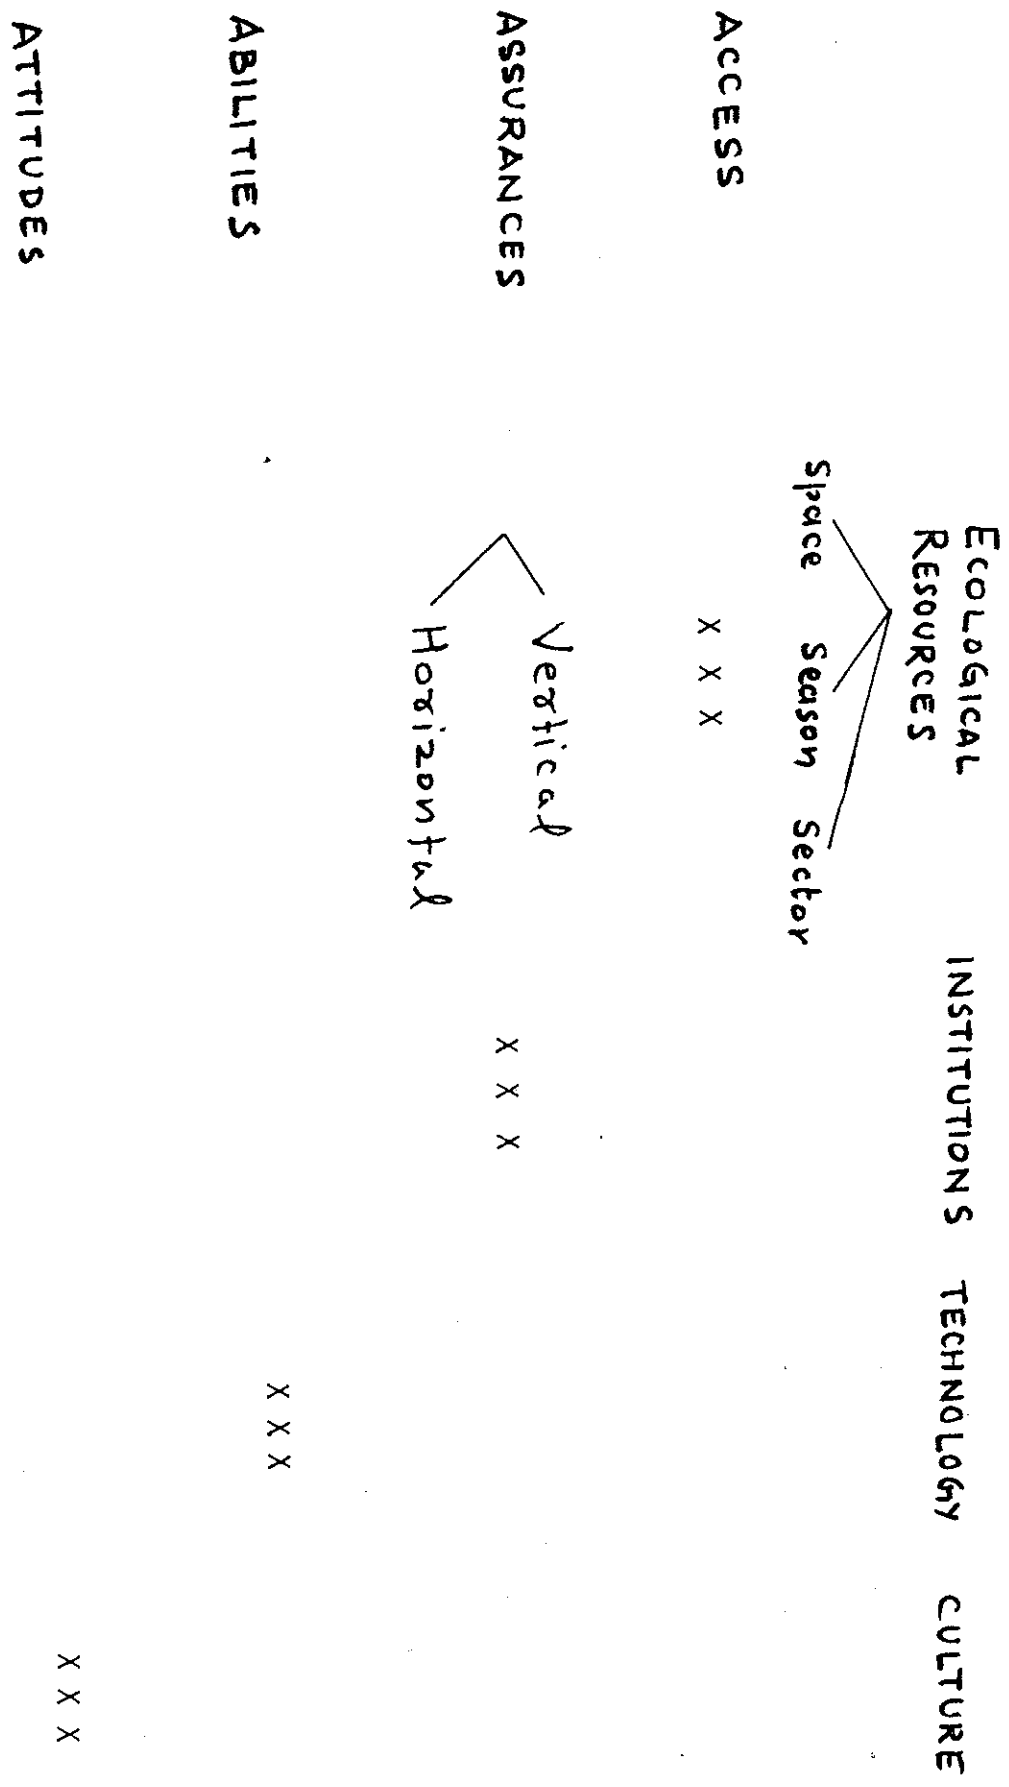 ECOLOGICAL RESOURCES INSTITUTIONS TECHNOLOGY CULTURE
Space Season Sector
ACCESS X X X
ASSURANCES Vertical X X X
Horizontal
ABILITIES X X X
ATTITUDES X X X